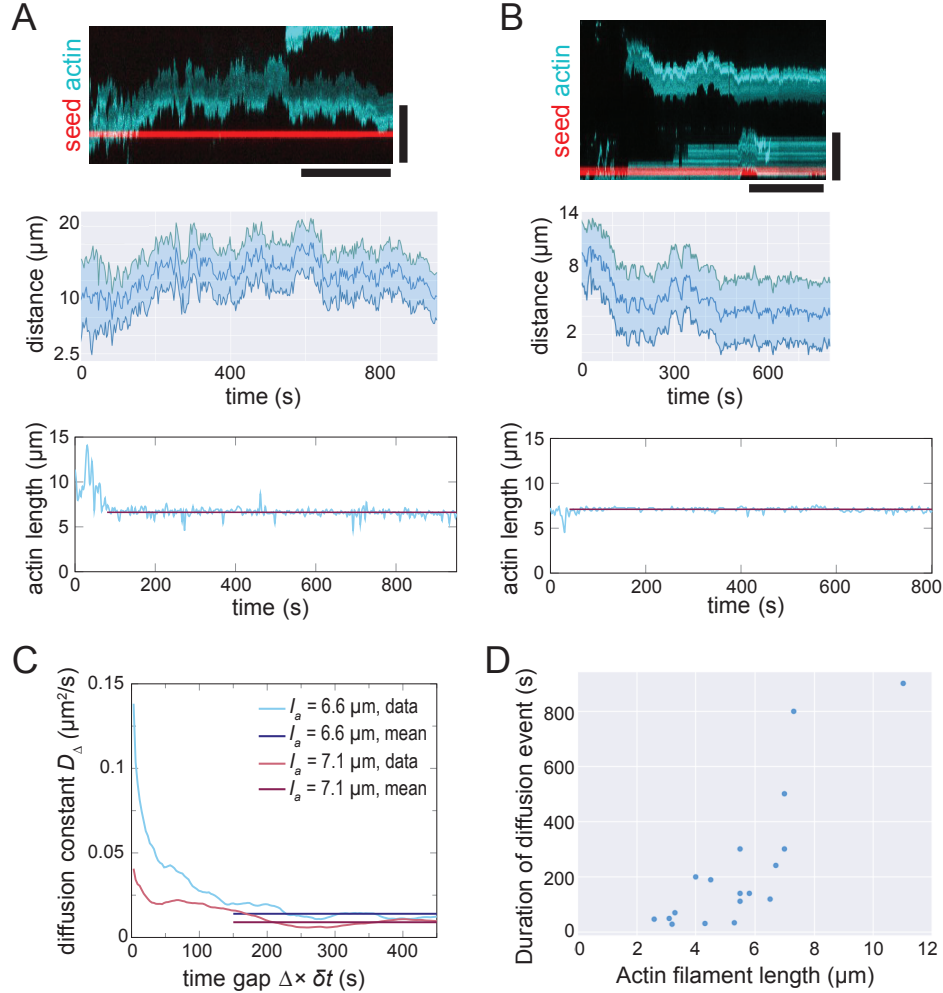 A
B
seed actin
seed actin
distance (µm)
20
10
2.5
0
400
800
time (s)
distance (µm)
14
8
2
0
300
600
time (s)
actin length (µm)
15
10
5
0
0
200
400
600
800
time (s)
actin length (µm)
15
10
5
0
0
200
400
600
800
time (s)
C
D
diffusion constant D_Δ (µm²/s)
0.15
0.1
0.05
0
0
100
200
300
400
time gap Δ× δt (s)
l_a = 6.6 µm, data
l_a = 6.6 µm, mean
l_a = 7.1 µm, data
l_a = 7.1 µm, mean
Duration of diffusion event (s)
800
600
400
200
0
0
2
4
6
8
10
12
Actin filament length (µm)